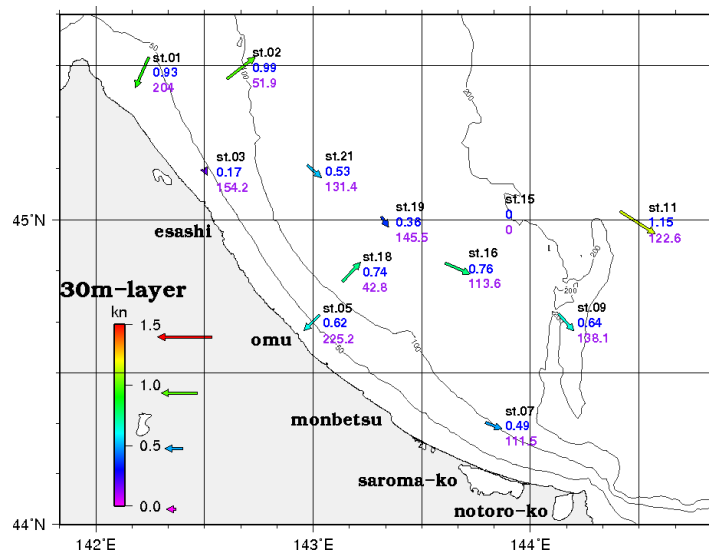 st.01
0.93
204
st.02
0.99
51.9
st.03
0.17
154.2
st.21
0.53
131.4
st.19
0.36
145.5
st.15
0
0
st.11
1.15
122.6
45°N
esashi
st.18
0.74
42.8
st.16
0.76
113.6
30m-layer
kn
1.5
1.0
0.5
0.0
st.05
0.62
225.2
st.09
0.64
138.1
omu
st.07
0.49
111.5
monbetsu
saroma-ko
notoro-ko
44°N
142°E
143°E
144°E
50
100
200
200
200
200
50
100